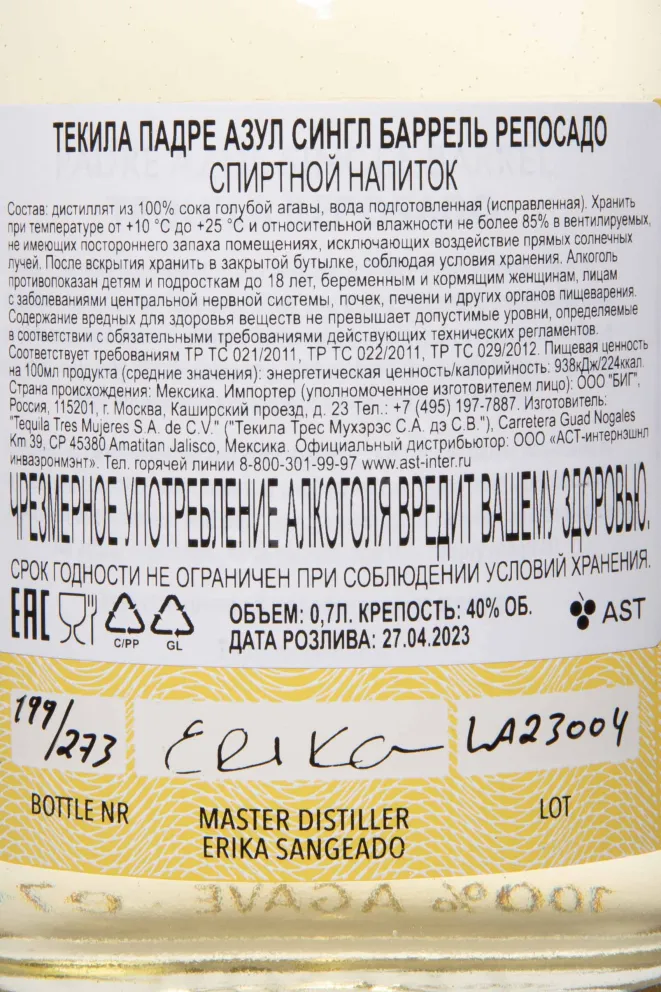 ТЕКИЛА ПАДРЕ АЗУЛ СИНГЛ БАРРЕЛЬ РЕПОСАДО
СПИРТНОЙ НАПИТОК
Состав: дистиллят из 100% сока голубой агавы, вода подготовленная (исправленная). Хранить
при температуре от +10 °C до +25 °C и относительной влажности не более 85% в вентилируемых,
не имеющих постороннего запаха помещениях, исключающих воздействие прямых солнечных
лучей. После вскрытия хранить в закрытой бутылке, соблюдая условия хранения. Алкоголь
противопоказан детям и подросткам до 18 лет, беременным и кормящим женщинам, лицам
с заболеваниями центральной нервной системы, почек, печени и других органов пищеварения.
Содержание вредных для здоровья веществ не превышает допустимые уровни, определяемые
в соответствии с обязательными требованиями действующих технических регламентов.
Соответствует требованиям ТР ТС 021/2011, ТР ТС 022/2011, ТР ТС 029/2012. Пищевая ценность
на 100мл продукта (средние значения): энергетическая ценность/калорийность: 938кДж/224ккал.
Страна происхождения: Мексика. Импортер (уполномоченное изготовителем лицо): ООО "БИГ",
Россия, 115201, г. Москва, Каширский проезд, д. 23 Тел.: +7 (495) 197-7887. Изготовитель:
"Tequila Tres Mujeres S.A. de C.V." ("Текила Трес Мухэрэс С.А. дэ С.В."), Carretera Guad Nogales
Km 39, CP 45380 Amatitan Jalisco, Мексика. Официальный дистрибьютор: ООО «АСТ-интернэшнл
инваэронмэнт». Тел. горячей линии 8-800-301-99-97 www.ast-inter.ru
ЧРЕЗМЕРНОЕ УПОТРЕБЛЕНИЕ АЛКОГОЛЯ ВРЕДИТ ВАШЕМУ ЗДОРОВЬЮ.
СРОК ГОДНОСТИ НЕ ОГРАНИЧЕН ПРИ СОБЛЮДЕНИИ УСЛОВИЙ ХРАНЕНИЯ.
EAC
C/PP
GL
ОБЪЕМ: 0,7Л. КРЕПОСТЬ: 40% ОБ.
ДАТА РОЗЛИВА: 27.04.2023
AST
199/273
Erika
LA23004
BOTTLE NR
MASTER DISTILLER
ERIKA SANGEADO
LOT
100% AGAVE